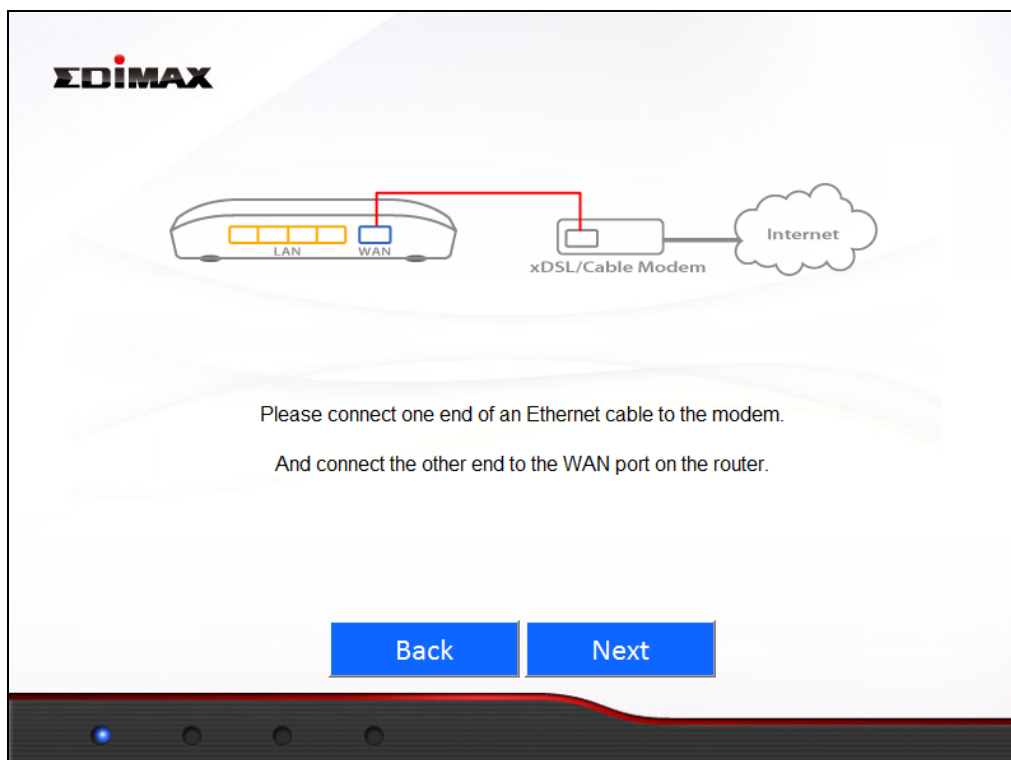 EDIMAX
Internet
LAN
WAN
xDSL/Cable Modem
Please connect one end of an Ethernet cable to the modem.
And connect the other end to the WAN port on the router.
Back
Next